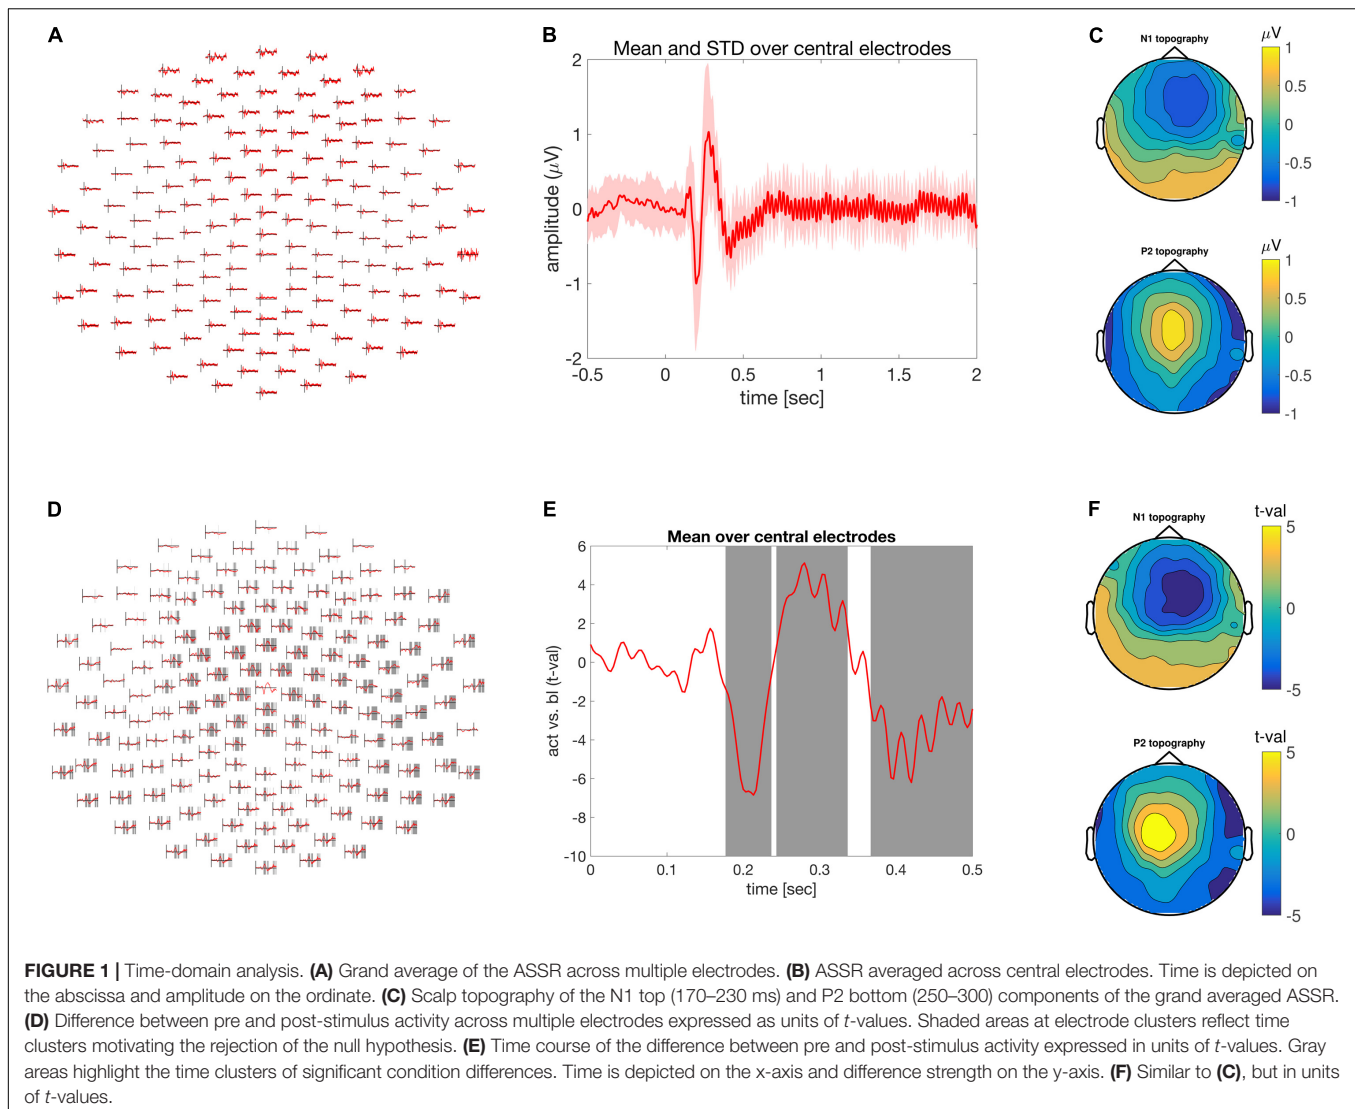 A
B
Mean and STD over central electrodes
2
1
0
-1
-2
amplitude (μV)
-0.5
0
0.5
1
1.5
2
time [sec]
C
N1 topography
μV
1
0.5
0
-0.5
-1
P2 topography
μV
1
0.5
0
-0.5
-1
D
E
Mean over central electrodes
6
4
2
0
-2
-4
-6
-8
-10
act vs. bl (t-val)
0
0.1
0.2
0.3
0.4
0.5
time [sec]
F
N1 topography
t-val
5
0
-5
P2 topography
t-val
5
0
-5
FIGURE 1 | Time-domain analysis. (A) Grand average of the ASSR across multiple electrodes. (B) ASSR averaged across central electrodes. Time is depicted on
the abscissa and amplitude on the ordinate. (C) Scalp topography of the N1 top (170–230 ms) and P2 bottom (250–300) components of the grand averaged ASSR.
(D) Difference between pre and post-stimulus activity across multiple electrodes expressed as units of t-values. Shaded areas at electrode clusters reflect time
clusters motivating the rejection of the null hypothesis. (E) Time course of the difference between pre and post-stimulus activity expressed in units of t-values. Gray
areas highlight the time clusters of significant condition differences. Time is depicted on the x-axis and difference strength on the y-axis. (F) Similar to (C), but in units
of t-values.